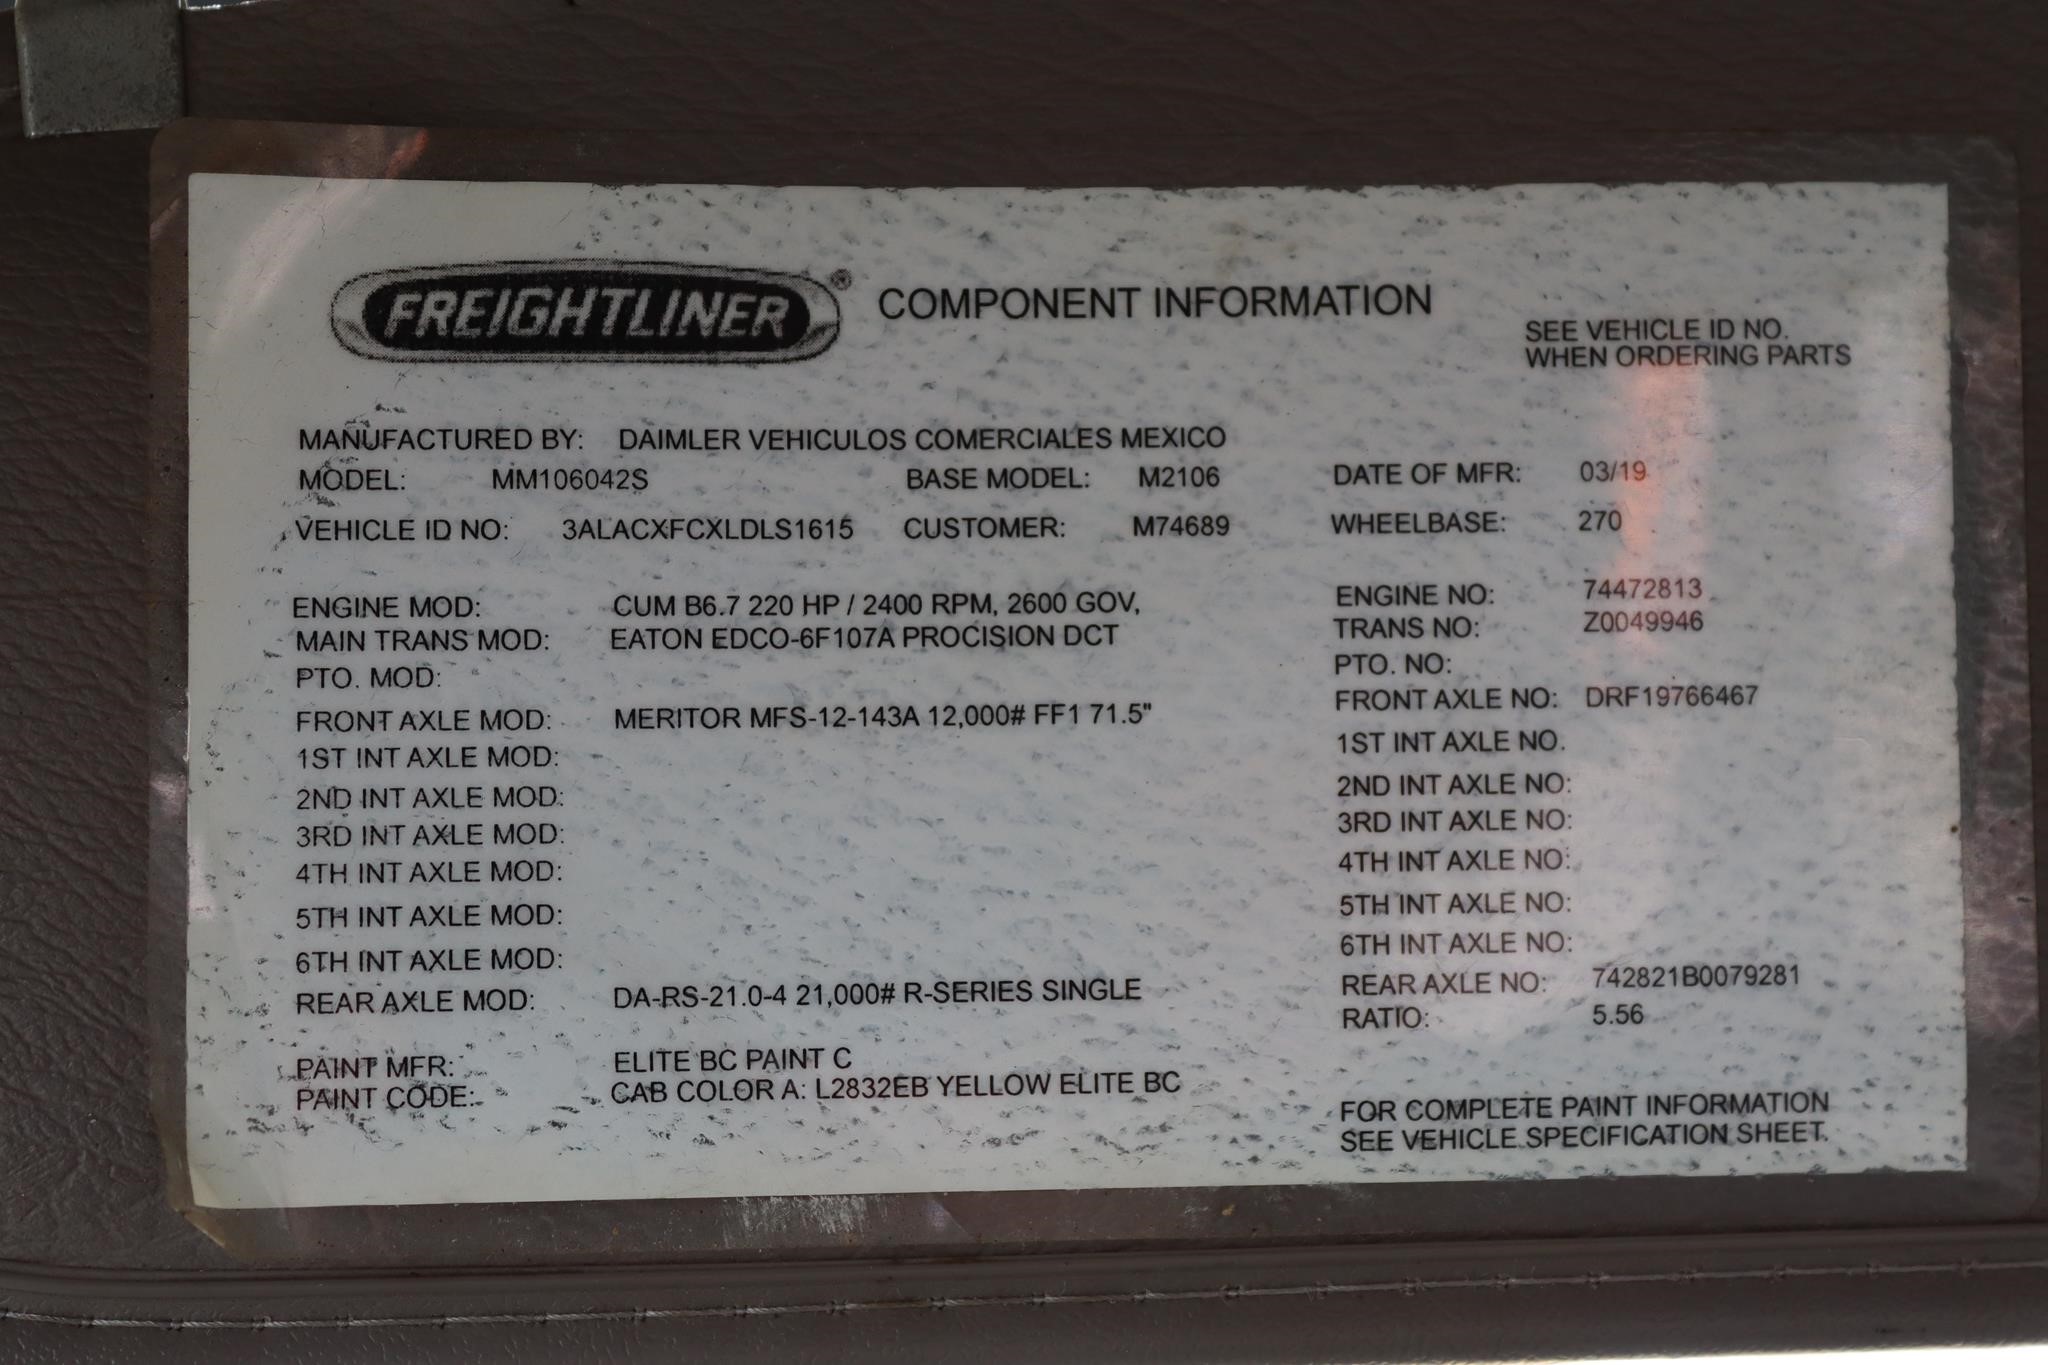 FREIGHTLINER® COMPONENT INFORMATION
SEE VEHICLE ID NO.
WHEN ORDERING PARTS
MANUFACTURED BY: DAIMLER VEHICULOS COMERCIALES MEXICO
MODEL: MM106042S BASE MODEL: M2106 DATE OF MFR: 03/19
VEHICLE ID NO: 3ALACXFCXLDLS1615 CUSTOMER: M74689 WHEELBASE: 270
ENGINE MOD: CUM B6.7 220 HP / 2400 RPM, 2600 GOV, ENGINE NO: 74472813
MAIN TRANS MOD: EATON EDCO-6F107A PROCISION DCT TRANS NO: Z0049946
PTO. MOD: PTO. NO:
FRONT AXLE MOD: MERITOR MFS-12-143A 12,000# FF1 71.5" FRONT AXLE NO: DRF19766467
1ST INT AXLE MOD: 1ST INT AXLE NO.
2ND INT AXLE MOD: 2ND INT AXLE NO:
3RD INT AXLE MOD: 3RD INT AXLE NO:
4TH INT AXLE MOD: 4TH INT AXLE NO:
5TH INT AXLE MOD: 5TH INT AXLE NO:
6TH INT AXLE MOD: 6TH INT AXLE NO:
REAR AXLE MOD: DA-RS-21.0-4 21,000# R-SERIES SINGLE REAR AXLE NO: 742821B0079281
RATIO: 5.56
PAINT MFR: ELITE BC PAINT C
PAINT CODE: CAB COLOR A: L2832EB YELLOW ELITE BC
FOR COMPLETE PAINT INFORMATION
SEE VEHICLE SPECIFICATION SHEET.